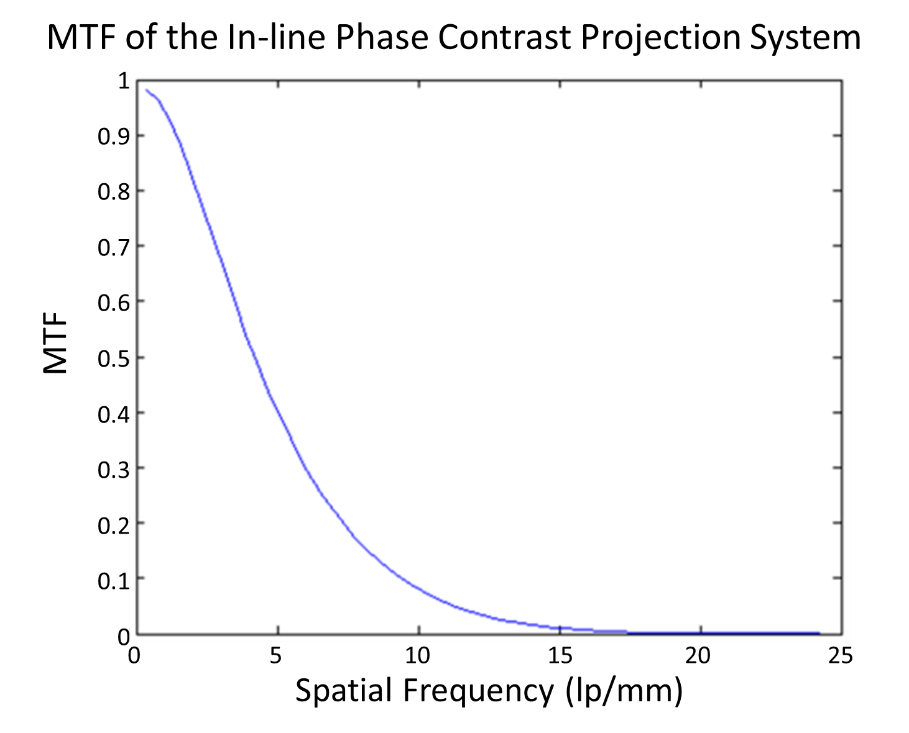 MTF of the In-line Phase Contrast Projection System
1
0.9
0.8
0.7
0.6
0.5
0.4
0.3
0.2
0.1
0
MTF
0 5 10 15 20 25
Spatial Frequency (lp/mm)